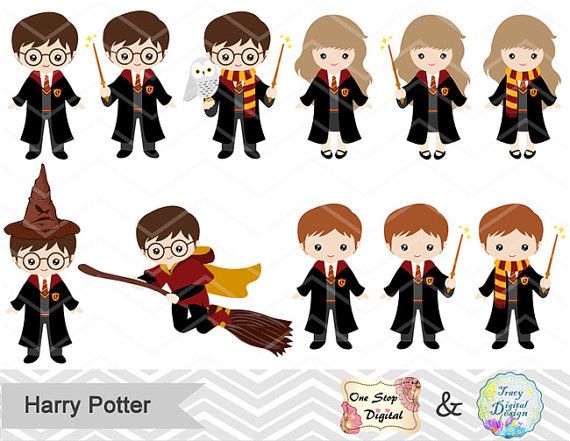 Harry Potter
One Stop
Digital
&
Tracy
Digital
Design